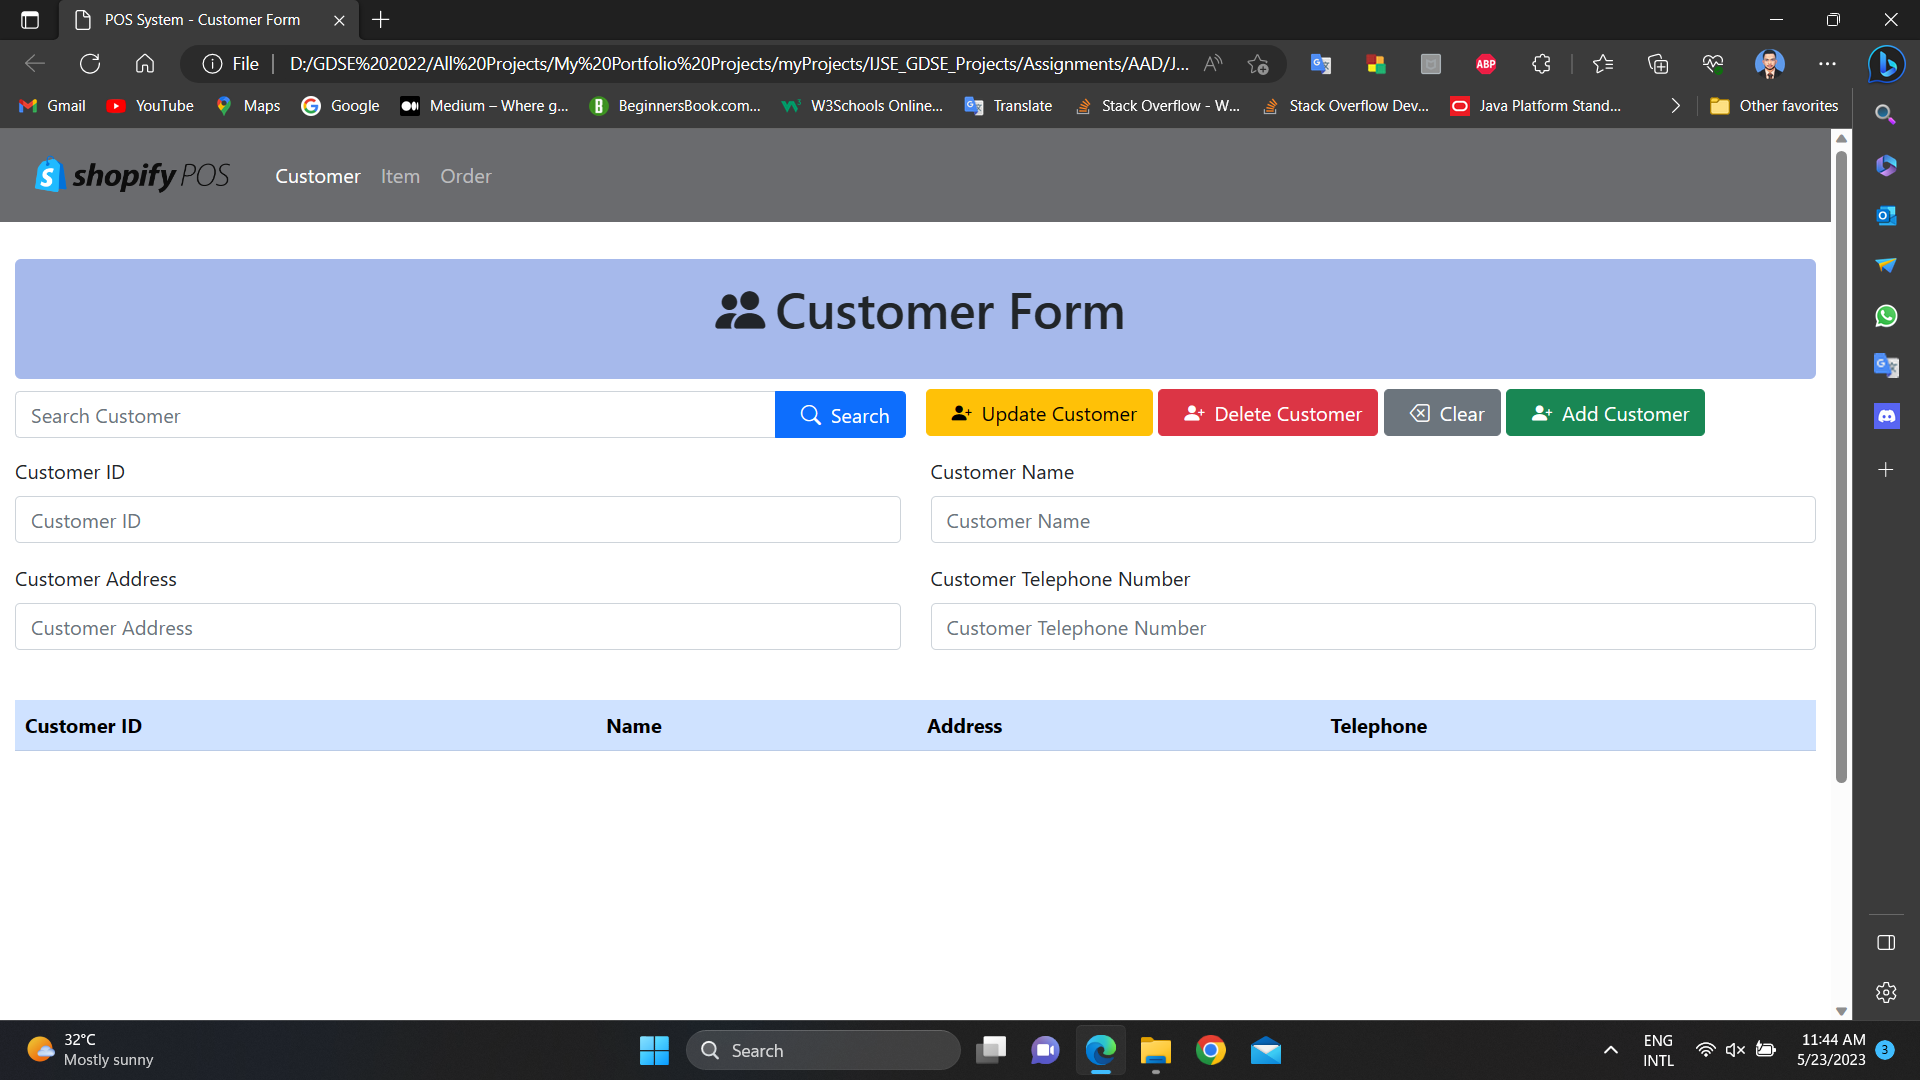 POS System - Customer Form
File
D:/GDSE%202022/All%20Projects/My%20Portfolio%20Projects/myProjects/IJSE_GDSE_Projects/Assignments/AAD/J...
ABP
Gmail
YouTube
Maps
Google
Medium – Where g...
BeginnersBook.com...
W3Schools Online...
Translate
Stack Overflow - W...
Stack Overflow Dev...
Java Platform Stand...
Other favorites
shopify POS
Customer
Item
Order
Customer Form
Search Customer
Search
Update Customer
Delete Customer
Clear
Add Customer
Customer ID
Customer Name
Customer ID
Customer Name
Customer Address
Customer Telephone Number
Customer Address
Customer Telephone Number
Customer ID
Name
Address
Telephone
32°C
Mostly sunny
Search
ENG
INTL
11:44 AM
5/23/2023
3